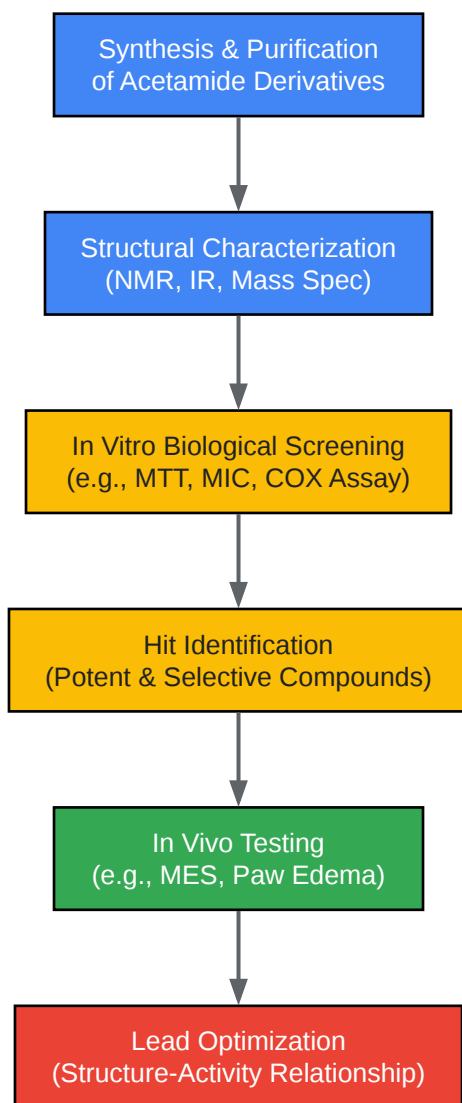 Synthesis & Purification
of Acetamide Derivatives
Structural Characterization
(NMR, IR, Mass Spec)
In Vitro Biological Screening
(e.g., MTT, MIC, COX Assay)
Hit Identification
(Potent & Selective Compounds)
In Vivo Testing
(e.g., MES, Paw Edema)
Lead Optimization
(Structure-Activity Relationship)